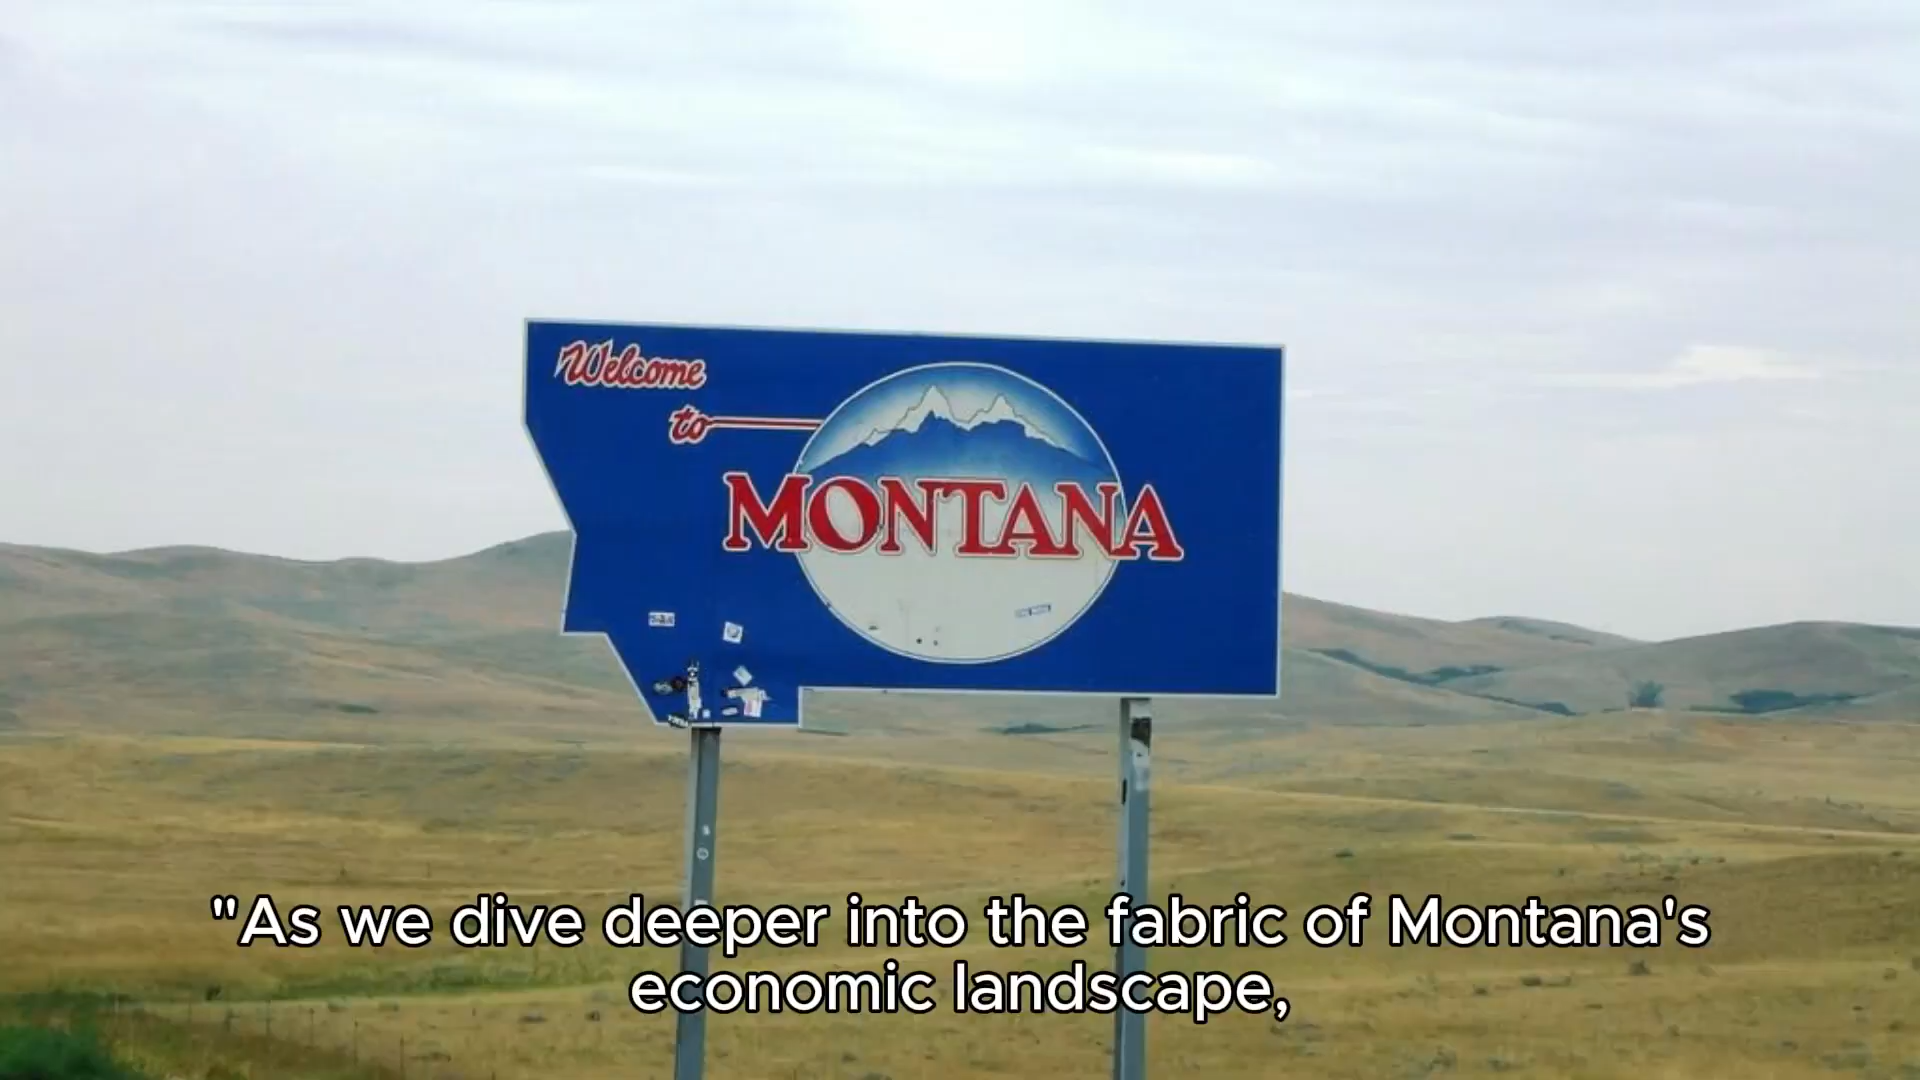 Welcome
to
MONTANA
"As we dive deeper into the fabric of Montana's
economic landscape,